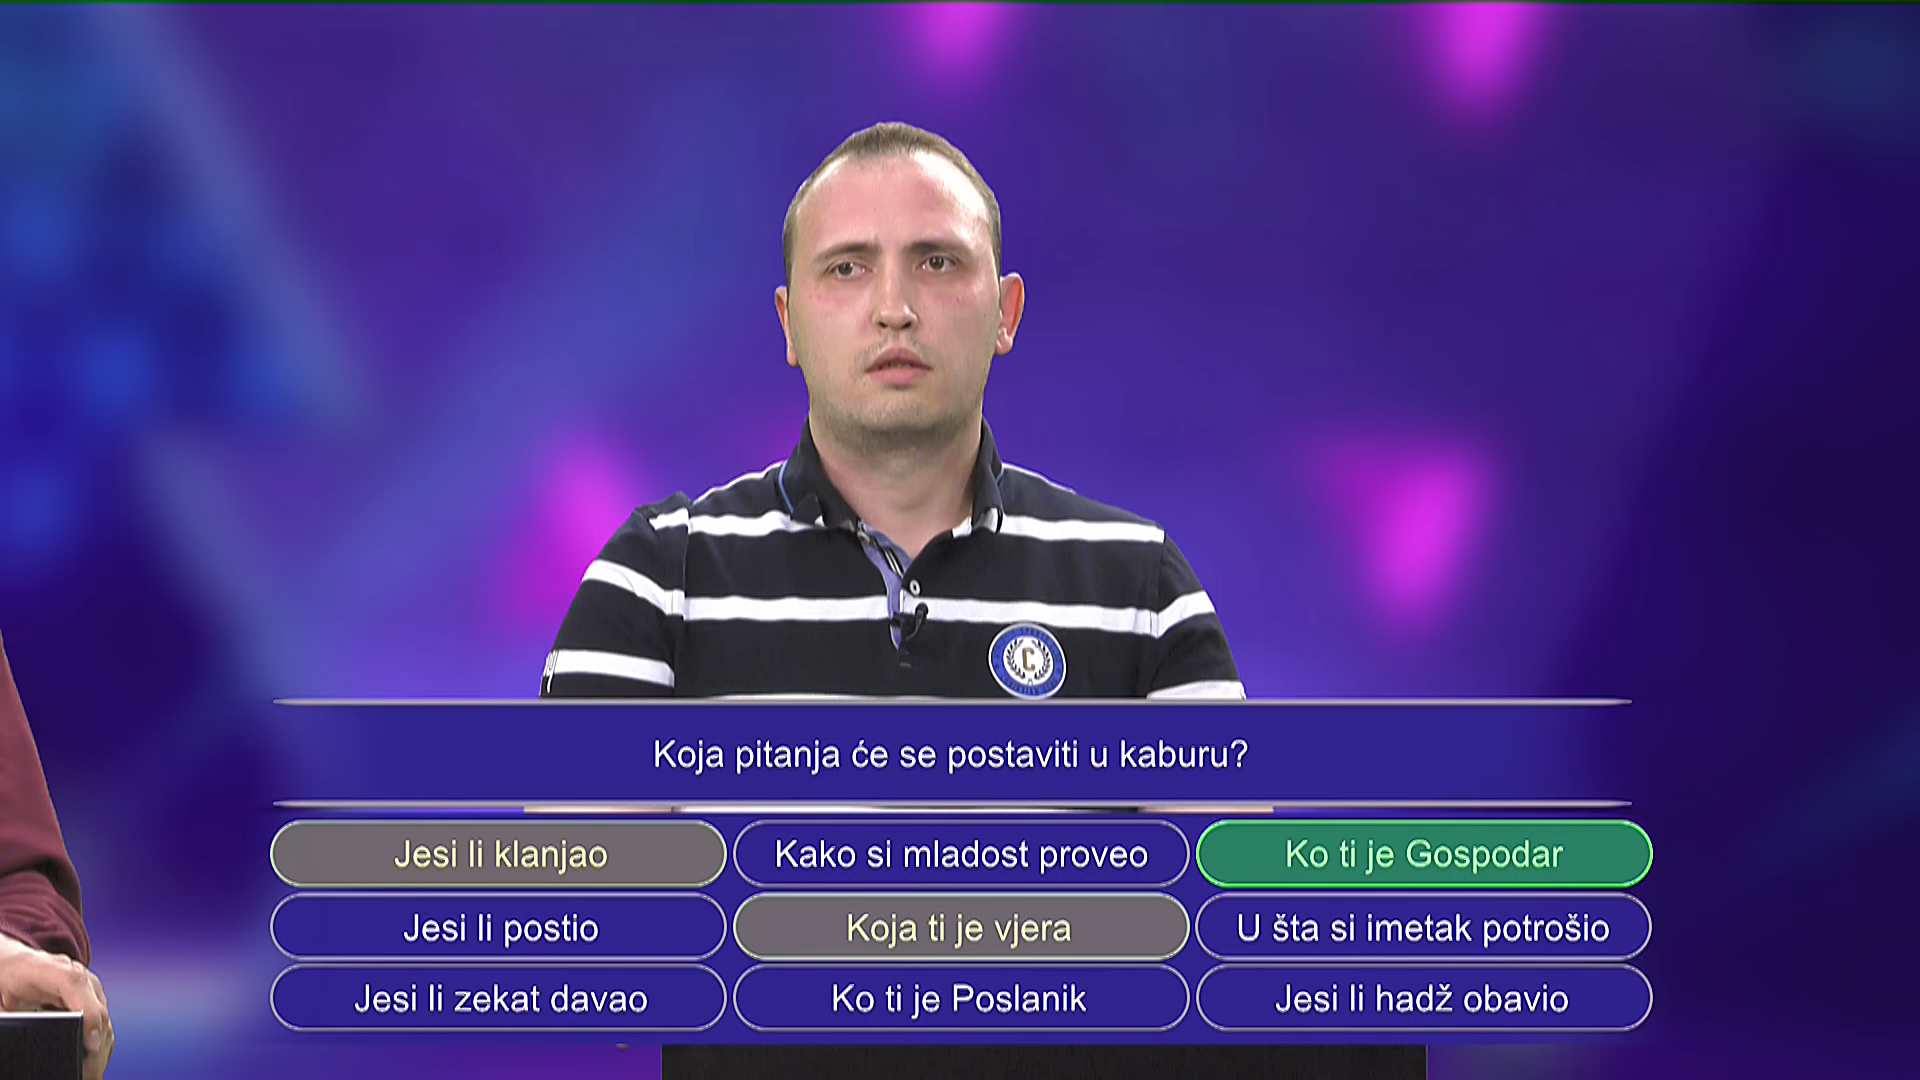 C
Koja pitanja će se postaviti u kaburu?
Jesi li klanjao
Kako si mladost proveo
Ko ti je Gospodar
Jesi li postio
Koja ti je vjera
U šta si imetak potrošio
Jesi li zekat davao
Ko ti je Poslanik
Jesi li hadž obavio